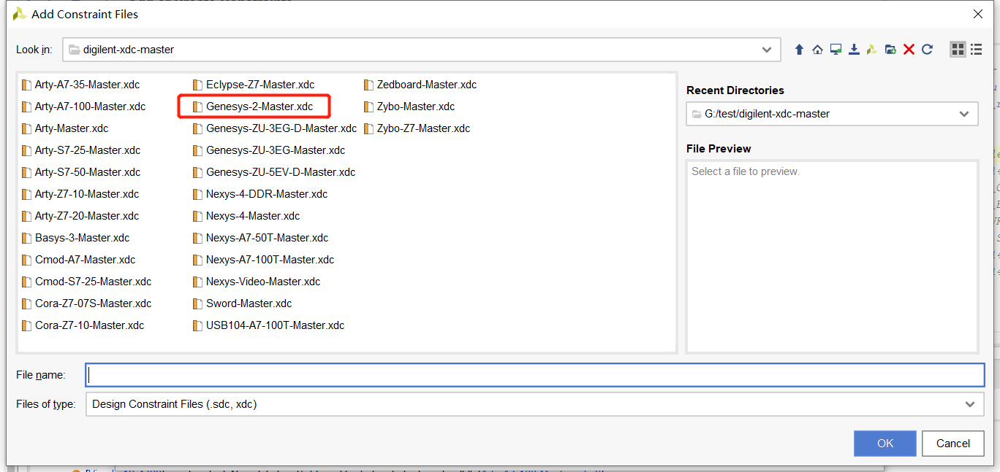 Add Constraint Files
Look in:
digilent-xdc-master
Arty-A7-35-Master.xdc
Arty-A7-100-Master.xdc
Arty-Master.xdc
Arty-S7-25-Master.xdc
Arty-S7-50-Master.xdc
Arty-Z7-10-Master.xdc
Arty-Z7-20-Master.xdc
Basys-3-Master.xdc
Cmod-A7-Master.xdc
Cmod-S7-25-Master.xdc
Cora-Z7-07S-Master.xdc
Cora-Z7-10-Master.xdc
Eclypse-Z7-Master.xdc
Genesys-2-Master.xdc
Genesys-ZU-3EG-D-Master.xdc
Genesys-ZU-3EG-Master.xdc
Genesys-ZU-5EV-D-Master.xdc
Nexys-4-DDR-Master.xdc
Nexys-4-Master.xdc
Nexys-A7-50T-Master.xdc
Nexys-A7-100T-Master.xdc
Nexys-Video-Master.xdc
Sword-Master.xdc
USB104-A7-100T-Master.xdc
Zedboard-Master.xdc
Zybo-Master.xdc
Zybo-Z7-Master.xdc
Recent Directories
G:/test/digilent-xdc-master
File Preview
Select a file to preview.
File name:
Files of type:
Design Constraint Files (.sdc, xdc)
OK
Cancel